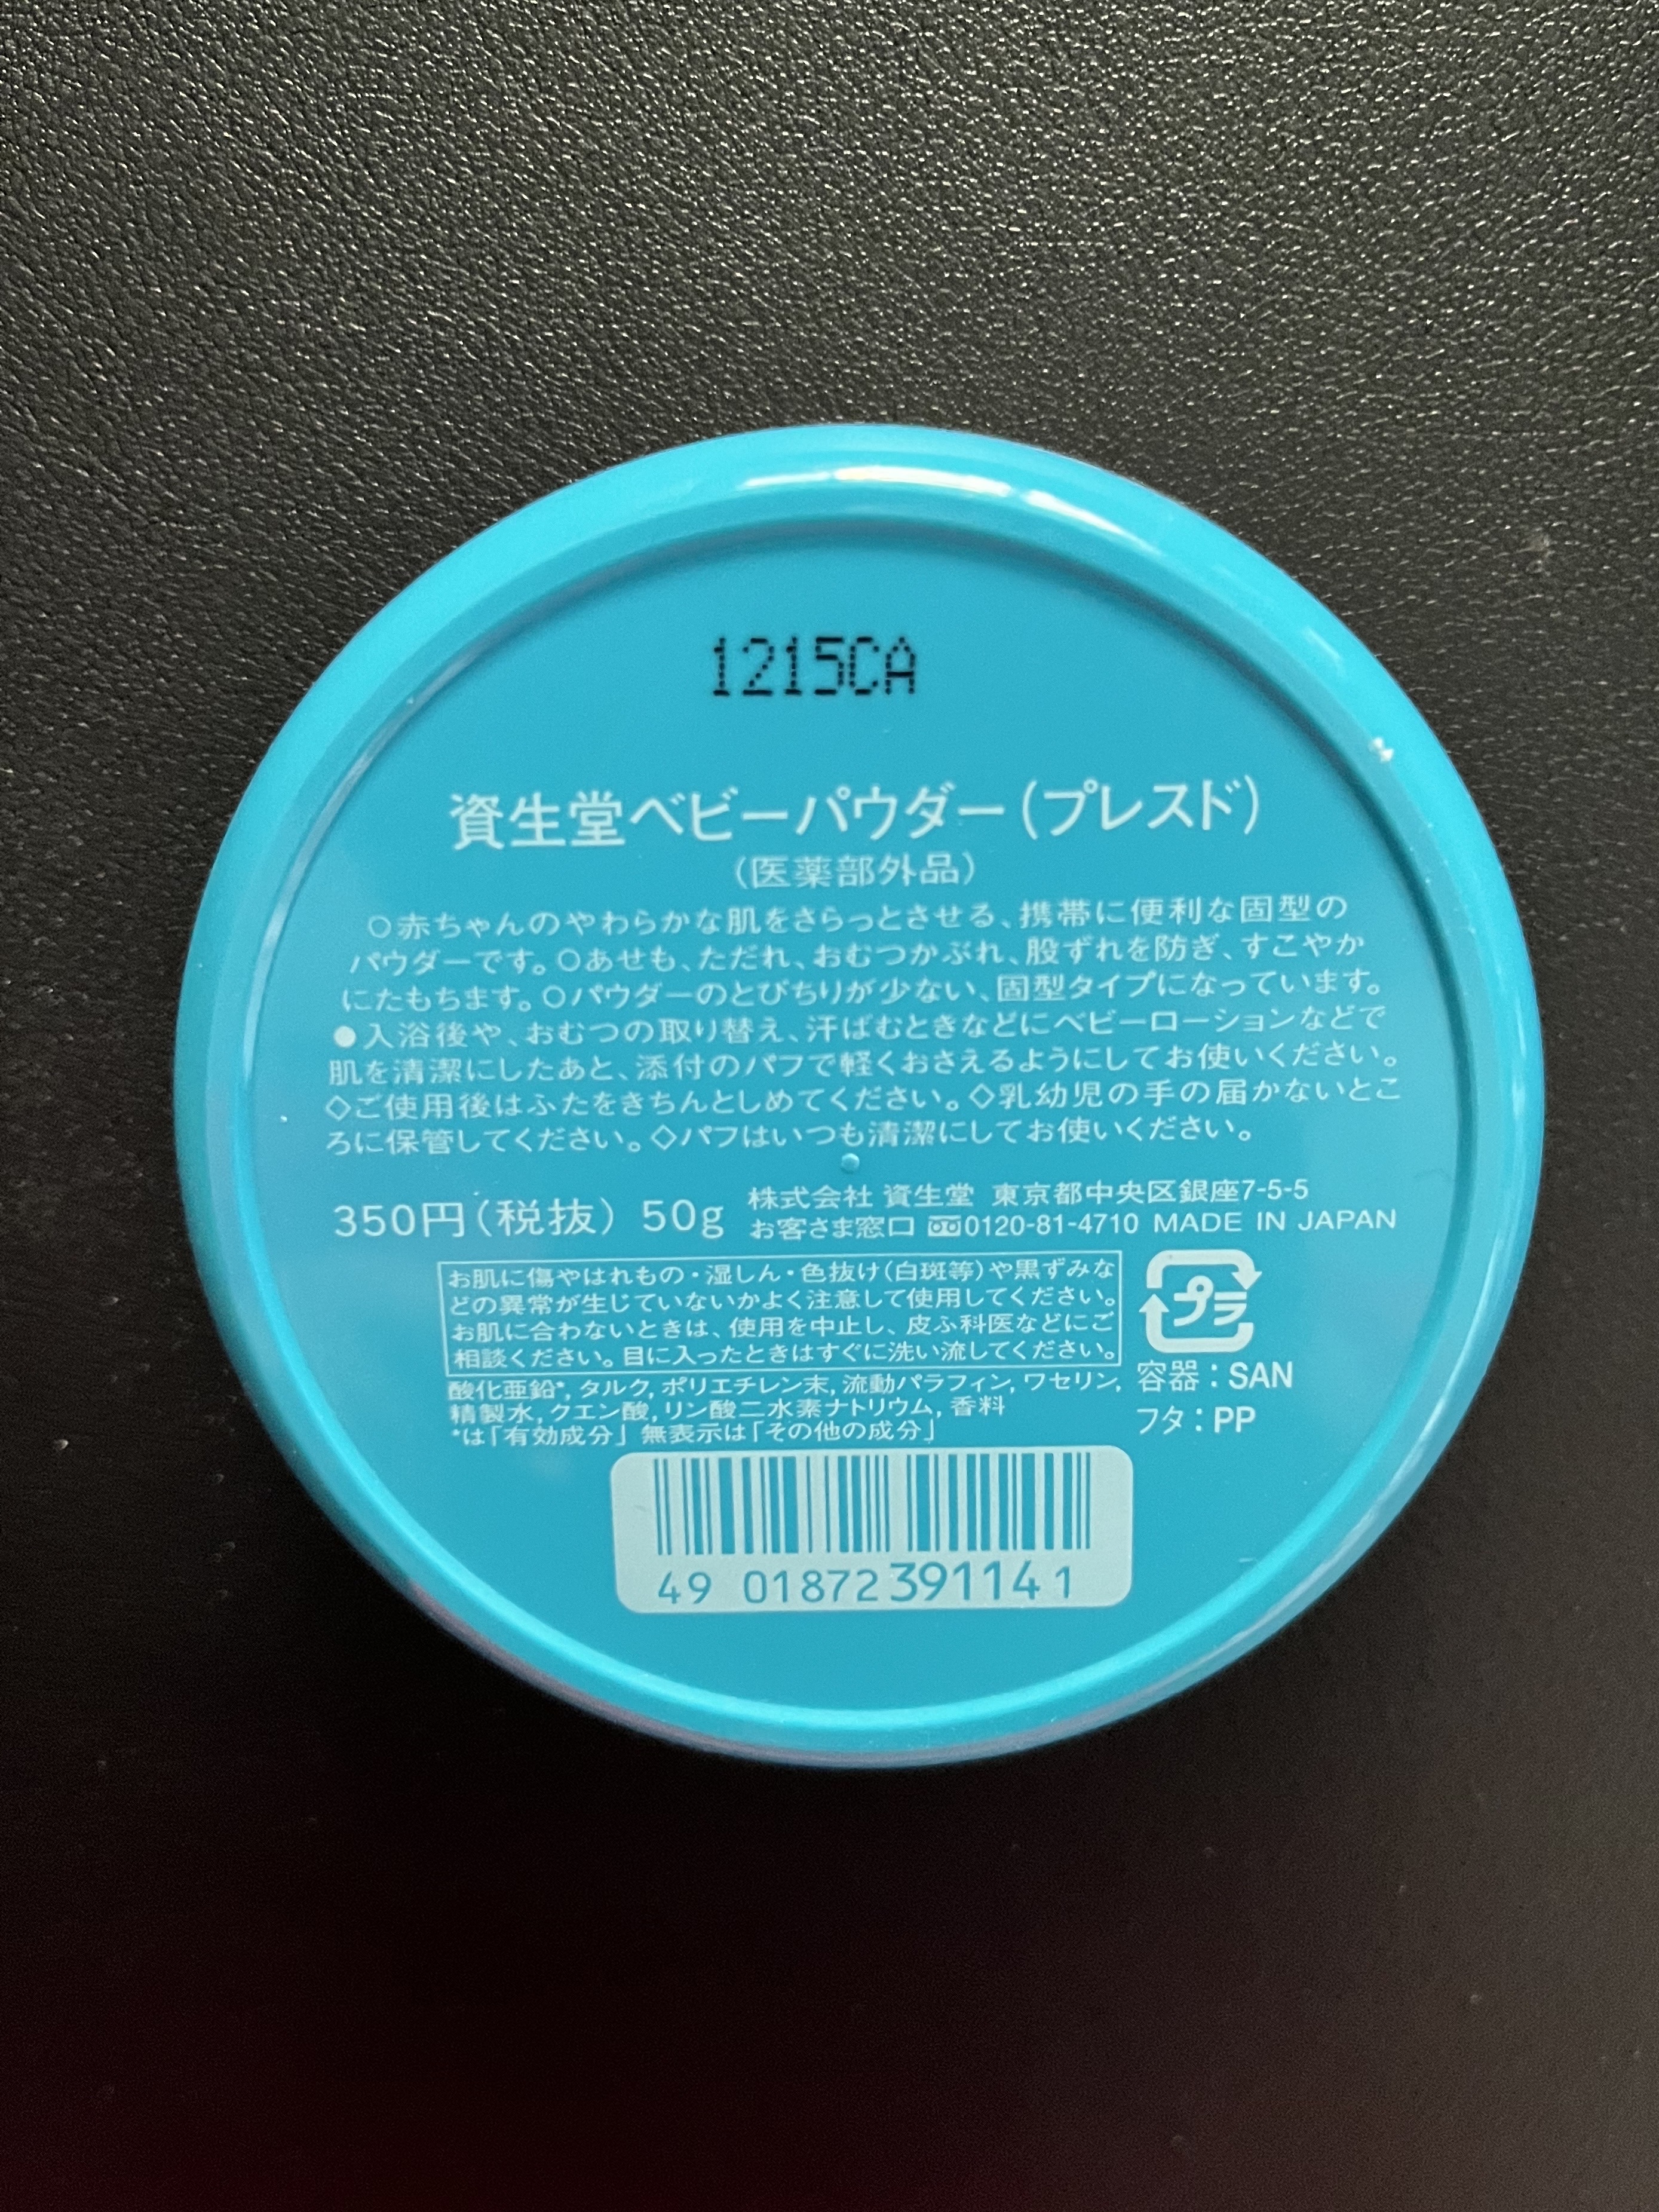 1215CA
資生堂ベビーパウダー(プレスド)
(医薬部外品)
○赤ちゃんのやわらかな肌をさらっとさせる、携帯に便利な固型の
パウダーです。○あせも、ただれ、おむつかぶれ、股ずれを防ぎ、すこやか
にたもちます。○パウダーのとびちりが少ない、固型タイプになっています。
●入浴後や、おむつの取り替え、汗ばむときなどにベビーローションなどで
肌を清潔にしたあと、添付のパフで軽くおさえるようにしてお使いください。
◇ご使用後はふたをきちんとしめてください。◇乳幼児の手の届かないとこ
ろに保管してください。◇パフはいつも清潔にしてお使いください。
350円(税抜) 50g
株式会社 資生堂 東京都中央区銀座7-5-5
お客さま窓口 0120-81-4710 MADE IN JAPAN
お肌に傷やはれもの・湿しん・色抜け(白斑等)や黒ずみな
どの異常が生じていないかよく注意して使用してください。
お肌に合わないときは、使用を中止し、皮ふ科医などにご
相談ください。目に入ったときはすぐに洗い流してください。
プラ
容器:SAN
フタ:PP
酸化亜鉛*, タルク, ポリエチレン末, 流動パラフィン, ワセリン,
精製水, クエン酸, リン酸二水素ナトリウム, 香料
*は「有効成分」無表示は「その他の成分」
49 01872 39114 1